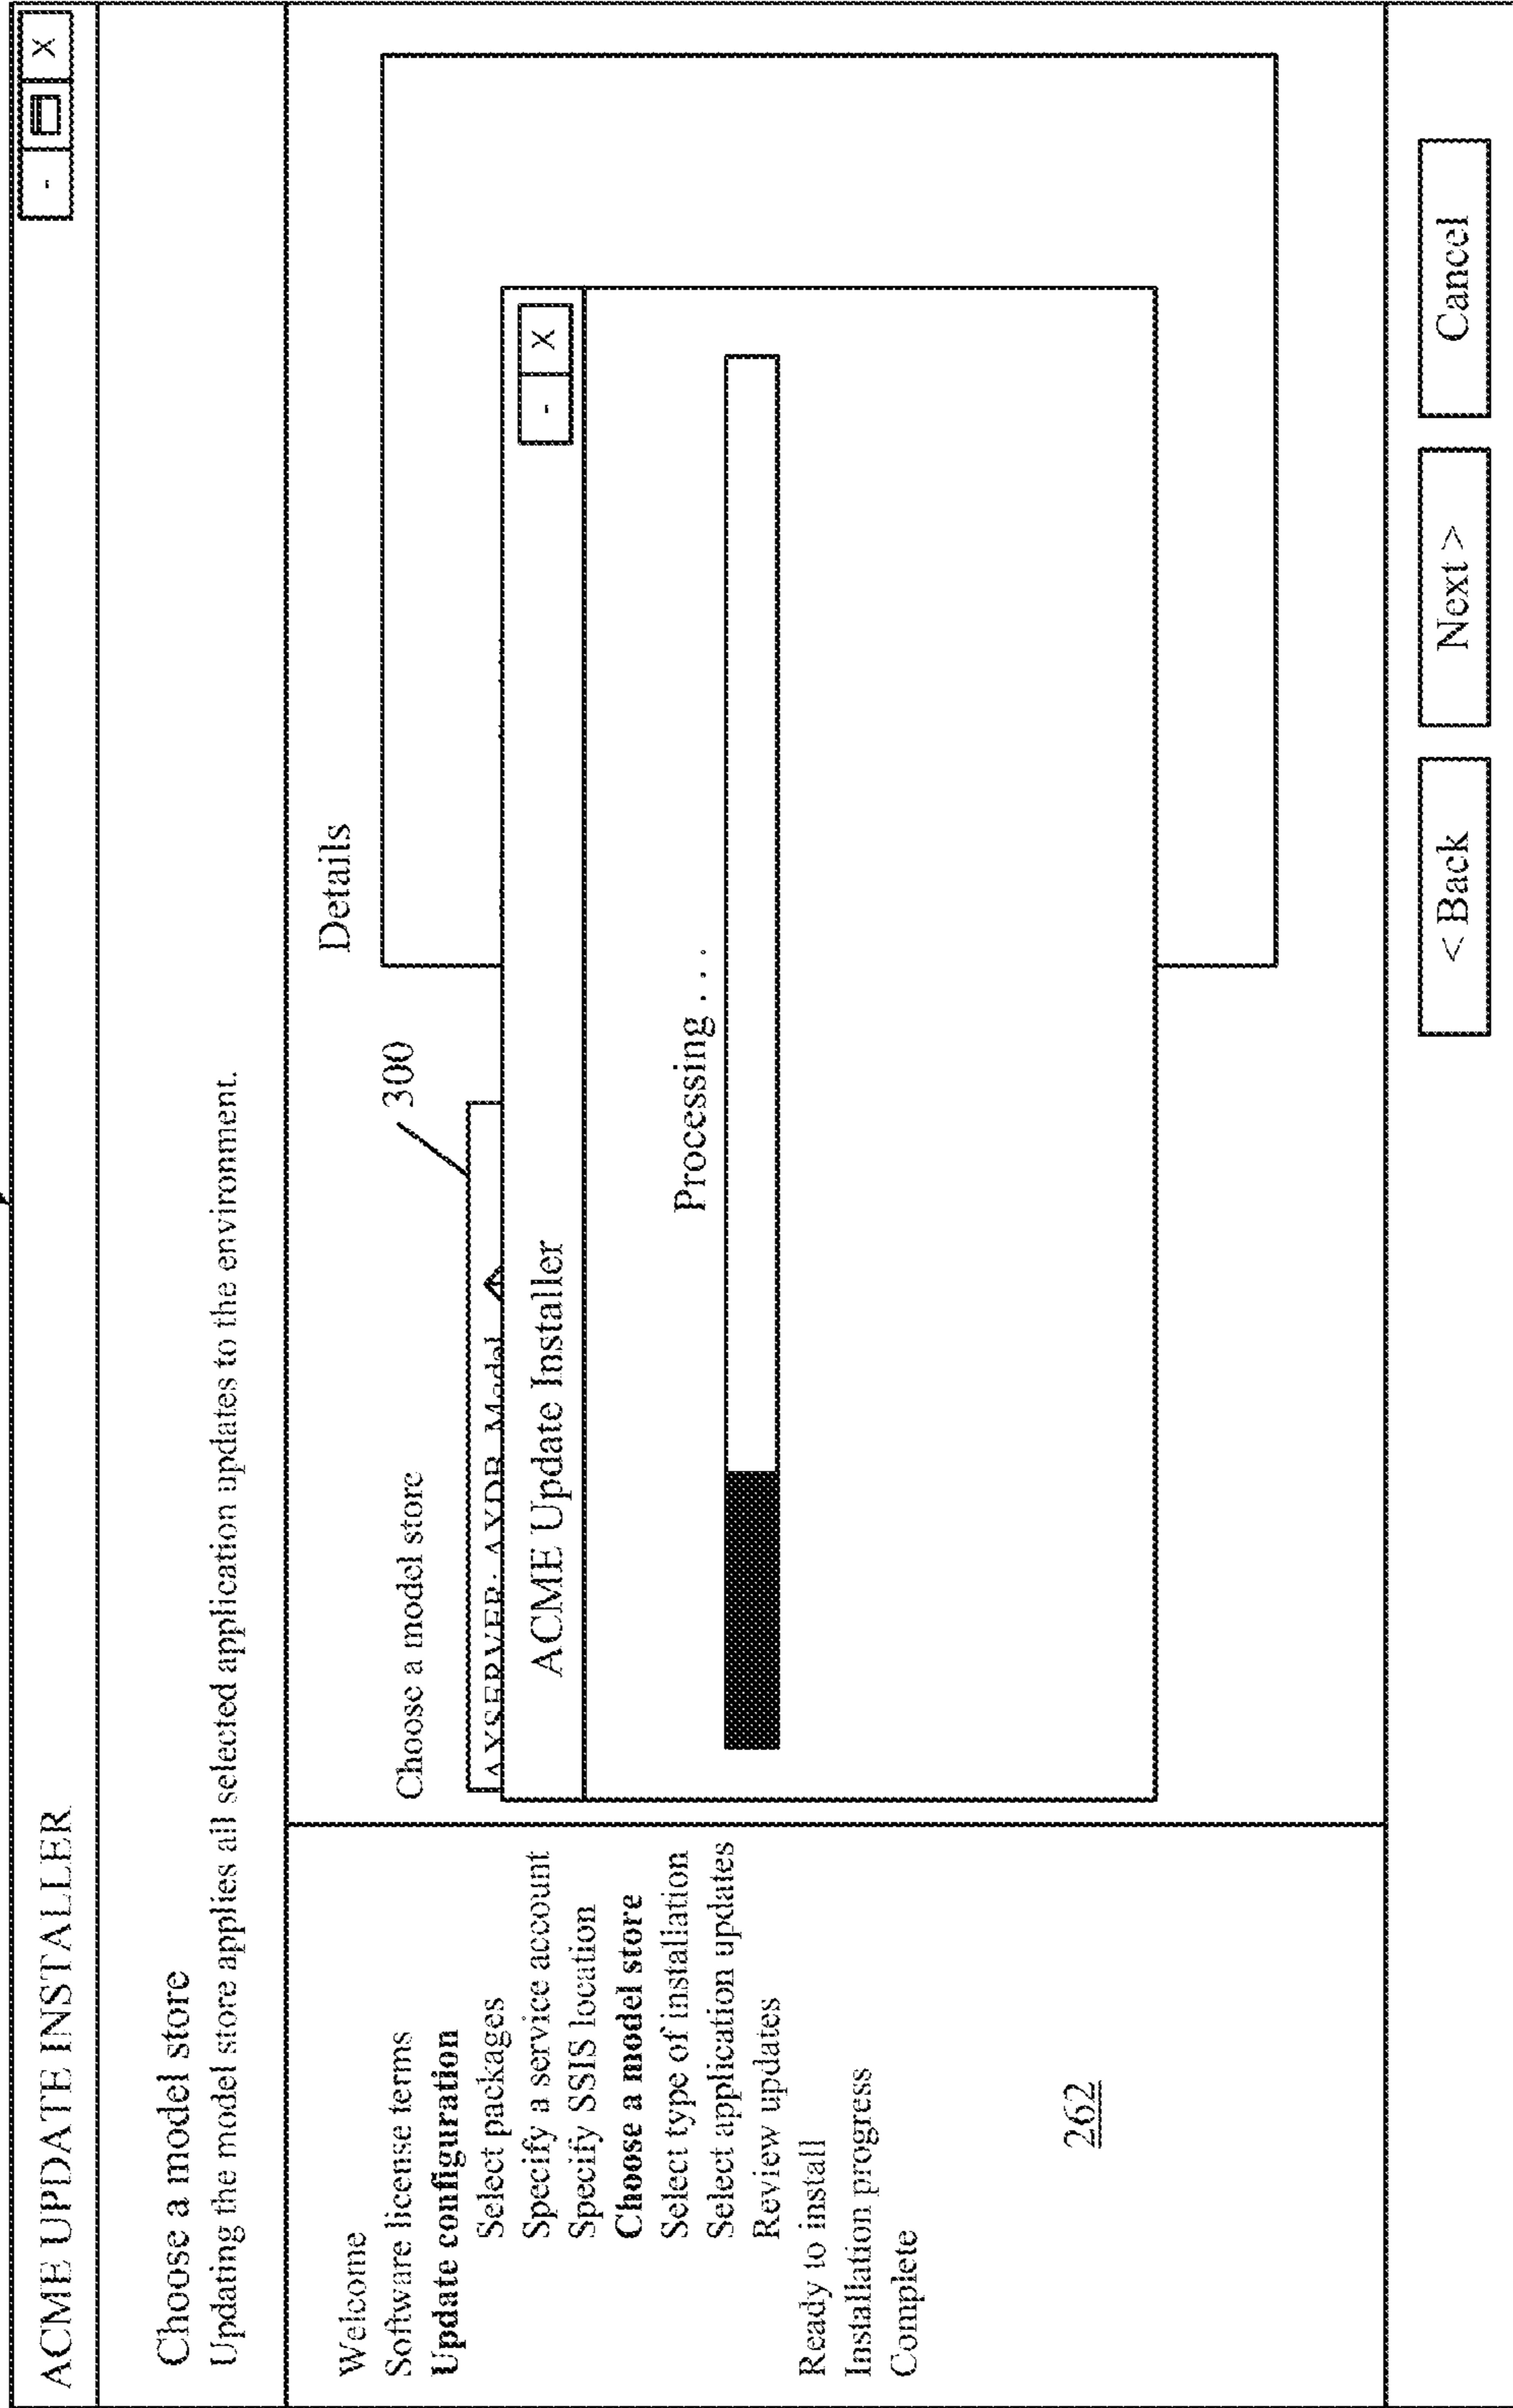 ACME UPDATE INSTALLER
- X
Choose a model store
Updating the model store applies all selected application updates to the environment.
Welcome
Software license terms
Update configuration
Select packages
Specify a service account
Specify SSIS location
Choose a model store
Select type of installation
Select application updates
Review updates
Ready to install
Installation progress
Complete
262
Choose a model store
300
Details
AXSERVER: AXDB Model
ACME Update Installer
- X
Processing . . .
< Back
Next >
Cancel